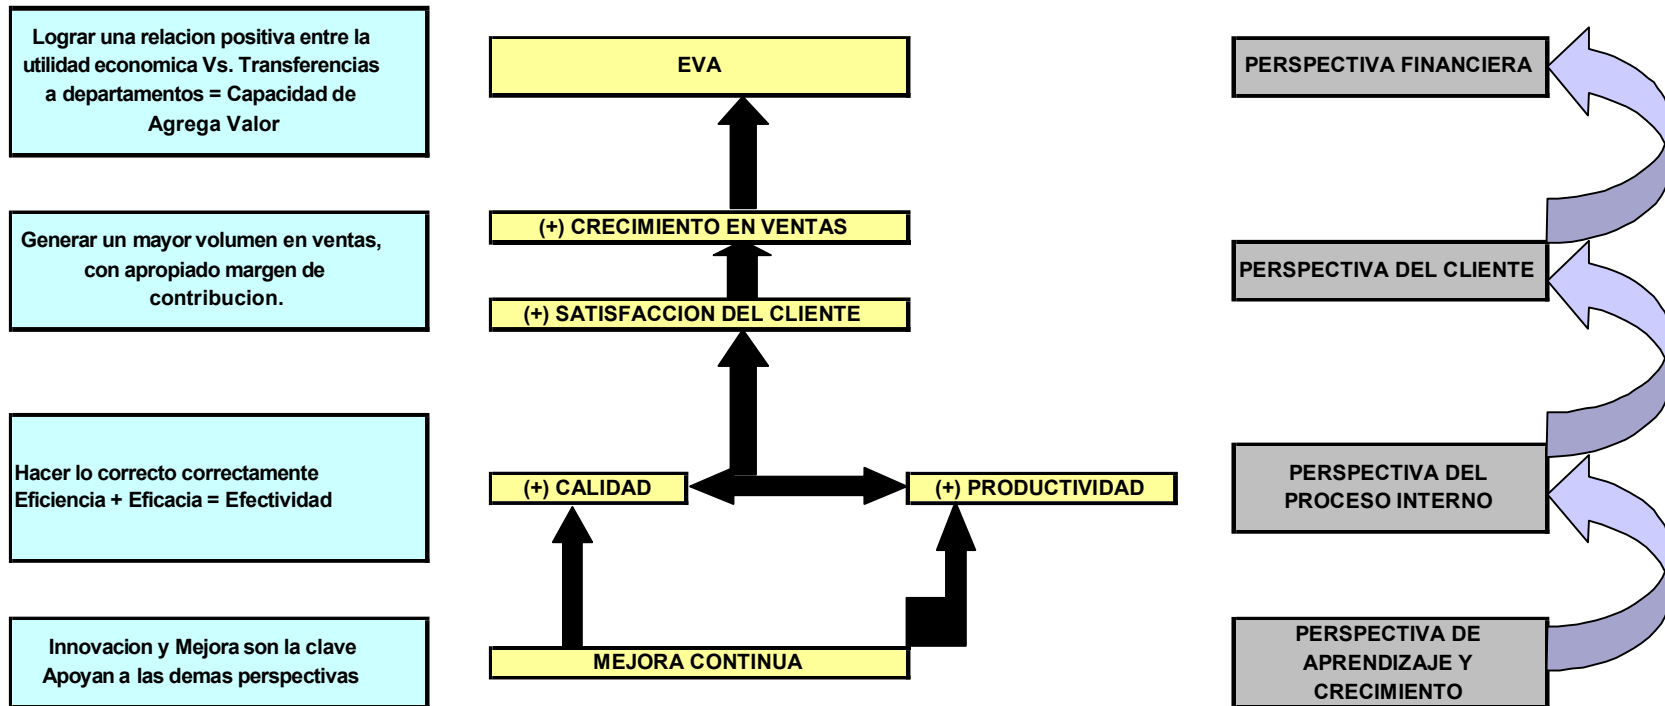 Lograr una relacion positiva entre la
utilidad economica Vs. Transferencias
a departamentos = Capacidad de
Agrega Valor
EVA
PERSPECTIVA FINANCIERA
Generar un mayor volumen en ventas,
con apropiado margen de
contribucion.
(+) CRECIMIENTO EN VENTAS
(+) SATISFACCION DEL CLIENTE
PERSPECTIVA DEL CLIENTE
Hacer lo correcto correctamente
Eficiencia + Eficacia = Efectividad
(+) CALIDAD
(+) PRODUCTIVIDAD
PERSPECTIVA DEL
PROCESO INTERNO
Innovacion y Mejora son la clave
Apoyan a las demas perspectivas
MEJORA CONTINUA
PERSPECTIVA DE
APRENDIZAJE Y
CRECIMIENTO